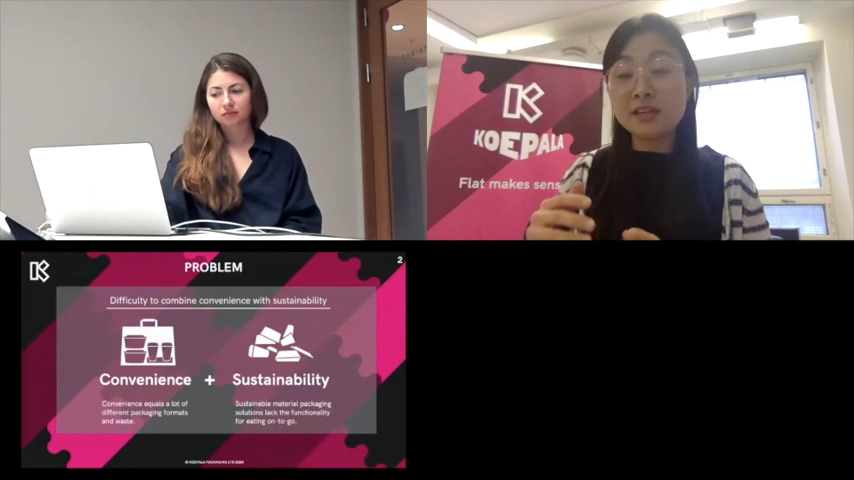 KOEPALA
Flat makes sens
2
PROBLEM
Difficulty to combine convenience with sustainability
Convenience + Sustainability
Convenience equals a lot of
different packaging formats
and waste.
Sustainable material packaging
solutions lack the functionality
for eating on-to-go.